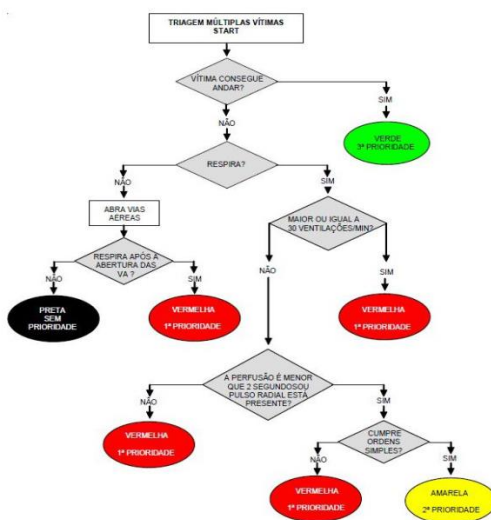 TRIAGEM MÚLTIPLAS VÍTIMAS
START
VÍTIMA CONSEGUE
ANDAR?
SIM
NÃO
VERDE
3ª PRIORIDADE
RESPIRA?
NÃO
SIM
ABRA VIAS
AÉREAS
MAIOR OU IGUAL A
30 VENTILAÇÕES/MIN?
RESPIRA APÓS A
ABERTURA DAS
VA ?
NÃO
SIM
NÃO
SIM
PRETA
SEM
PRIORIDADE
VERMELHA
1ª PRIORIDADE
VERMELHA
1ª PRIORIDADE
A PERFUSÃO É MENOR
QUE 2 SEGUNDOSOU
PULSO RADIAL ESTÁ
PRESENTE?
NÃO
SIM
VERMELHA
1ª PRIORIDADE
CUMPRE
ORDENS
SIMPLES?
NÃO
SIM
VERMELHA
1ª PRIORIDADE
AMARELA
2ª PRIORIDADE